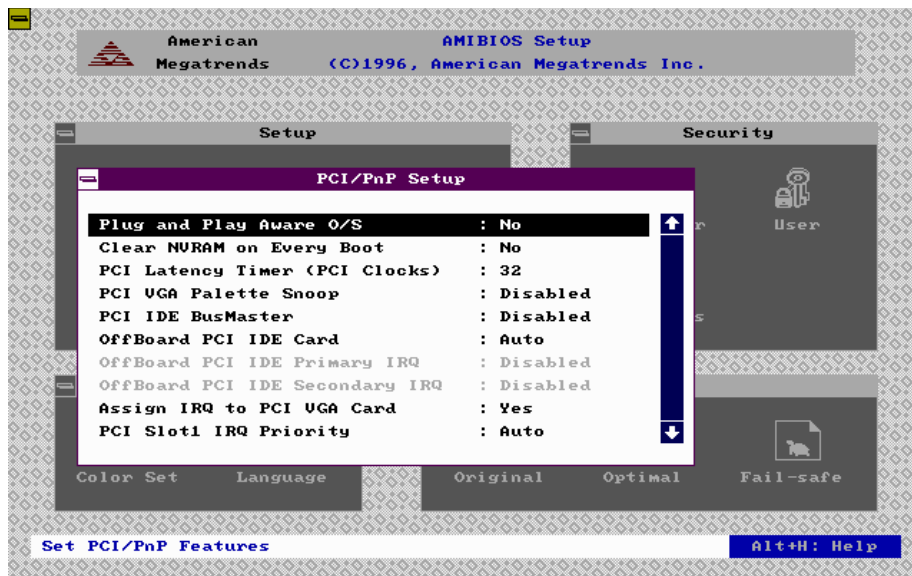 American AMIBIOS Setup
Megatrends (C)1996, American Megatrends Inc.
Setup Security
PCI/PnP Setup
Plug and Play Aware O/S : No
Clear NVRAM on Every Boot : No
PCI Latency Timer (PCI Clocks) : 32
PCI VGA Palette Snoop : Disabled
PCI IDE BusMaster : Disabled
OffBoard PCI IDE Card : Auto
OffBoard PCI IDE Primary IRQ : Disabled
OffBoard PCI IDE Secondary IRQ : Disabled
Assign IRQ to PCI VGA Card : Yes
PCI Slot1 IRQ Priority : Auto
User
Color Set Language Original Optimal Fail-safe
Set PCI/PnP Features Alt+H: Help